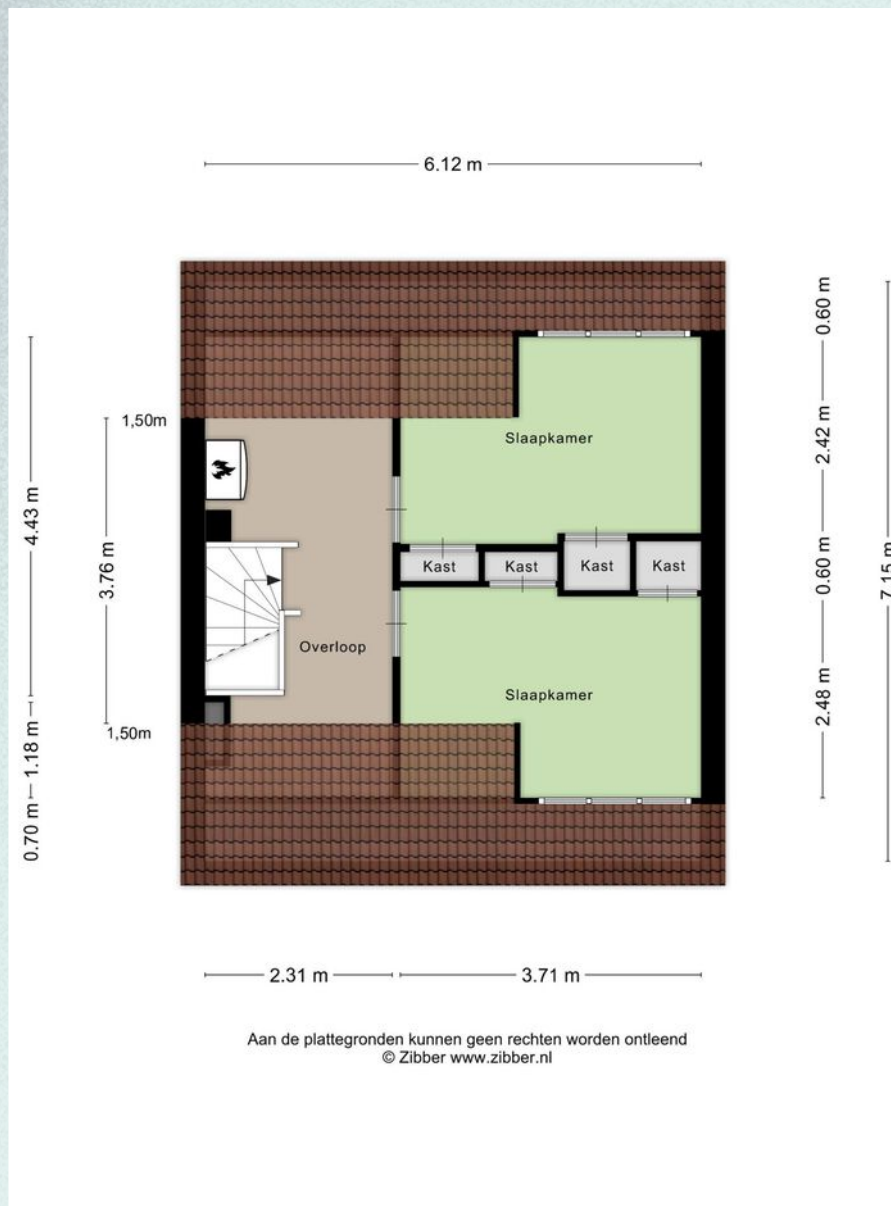 6.12 m
0.60 m
1,50m
2.42 m
Slaapkamer
4.43 m
3.76 m
7.15 m
0.60 m
Kast
Kast
Kast
Kast
Overloop
Slaapkamer
2.48 m
1,50m
1.18 m
0.70 m
2.31 m
3.71 m
Aan de plattegronden kunnen geen rechten worden ontleend
© Zibber www.zibber.nl